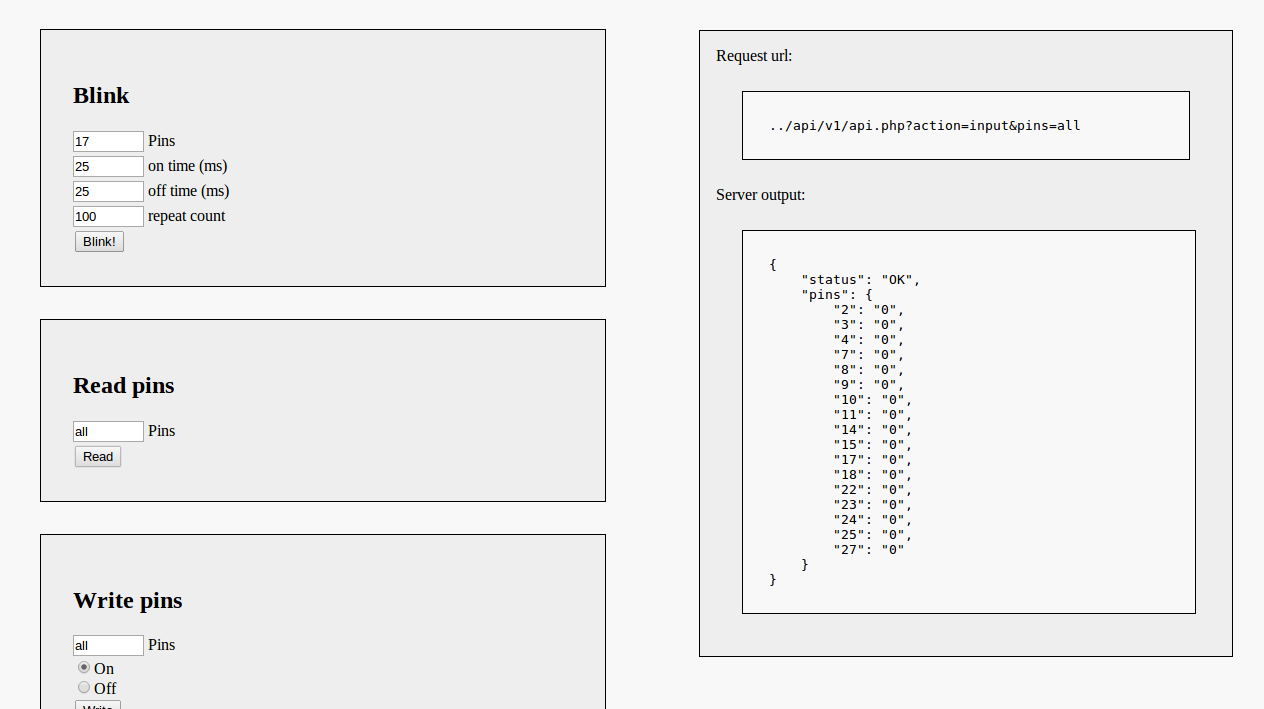 Blink
17 Pins
25 on time (ms)
25 off time (ms)
100 repeat count
Blink!
Read pins
all Pins
Read
Write pins
all Pins
On
Off
Write
Request url:
../api/v1/api.php?action=input&pins=all
Server output:
{
    "status": "OK",
    "pins": {
        "2": "0",
        "3": "0",
        "4": "0",
        "7": "0",
        "8": "0",
        "9": "0",
        "10": "0",
        "11": "0",
        "14": "0",
        "15": "0",
        "17": "0",
        "18": "0",
        "22": "0",
        "23": "0",
        "24": "0",
        "25": "0",
        "27": "0"
    }
}